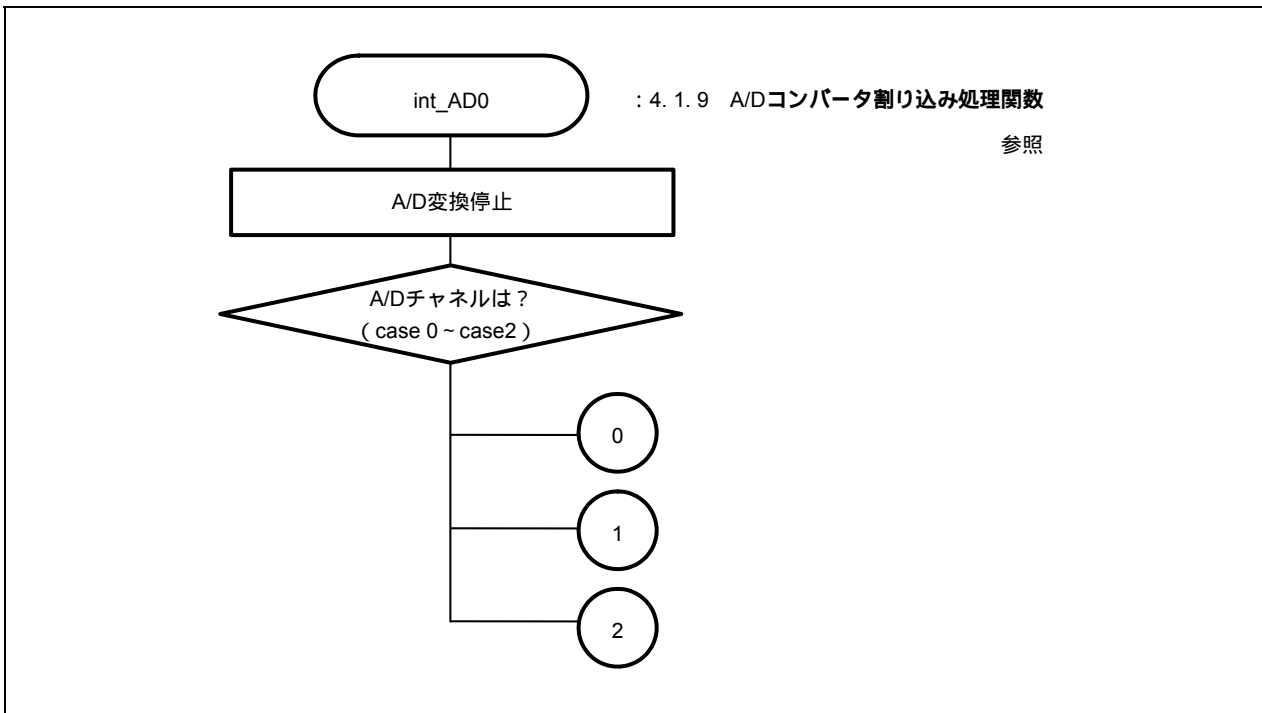 int_AD0
：4. 1. 9　A/Dコンバータ割り込み処理関数
参照
A/D変換停止
A/Dチャネルは？
（case 0 ~ case2）
0
1
2